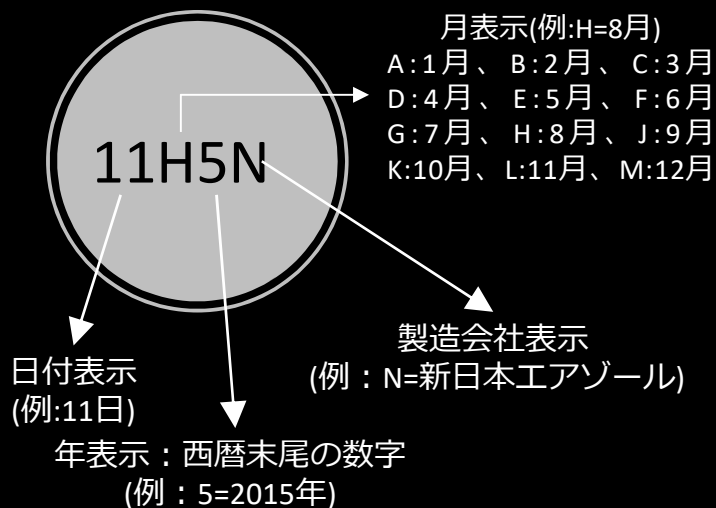 月表示(例:H=8月)
A:1月、B:2月、C:3月
D:4月、E:5月、F:6月
G:7月、H:8月、J:9月
K:10月、L:11月、M:12月
11H5N
製造会社表示
(例：N=新日本エアゾール)
日付表示
(例:11日)
年表示：西暦末尾の数字
(例：5=2015年)